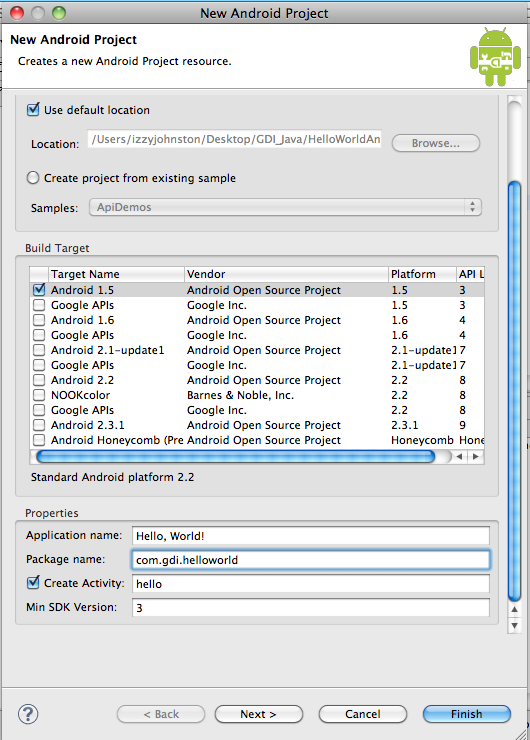 New Android Project
New Android Project
Creates a new Android Project resource.
Use default location
Location: /Users/izzyjohnston/Desktop/GDI_Java/HelloWorldAn Browse...
Create project from existing sample
Samples: ApiDemos
Build Target
Target Name Vendor Platform API L
Android 1.5 Android Open Source Project 1.5 3
Google APIs Google Inc. 1.5 3
Android 1.6 Android Open Source Project 1.6 4
Google APIs Google Inc. 1.6 4
Android 2.1-update1 Android Open Source Project 2.1-update1 7
Google APIs Google Inc. 2.1-update1 7
Android 2.2 Android Open Source Project 2.2 8
NOOKcolor Barnes & Noble, Inc. 2.2 8
Google APIs Google Inc. 2.2 8
Android 2.3.1 Android Open Source Project 2.3.1 9
Android Honeycomb (Pre Android Open Source Project Honeycomb Hone
Standard Android platform 2.2
Properties
Application name: Hello, World!
Package name: com.gdi.helloworld
Create Activity: hello
Min SDK Version: 3
? < Back Next > Cancel Finish